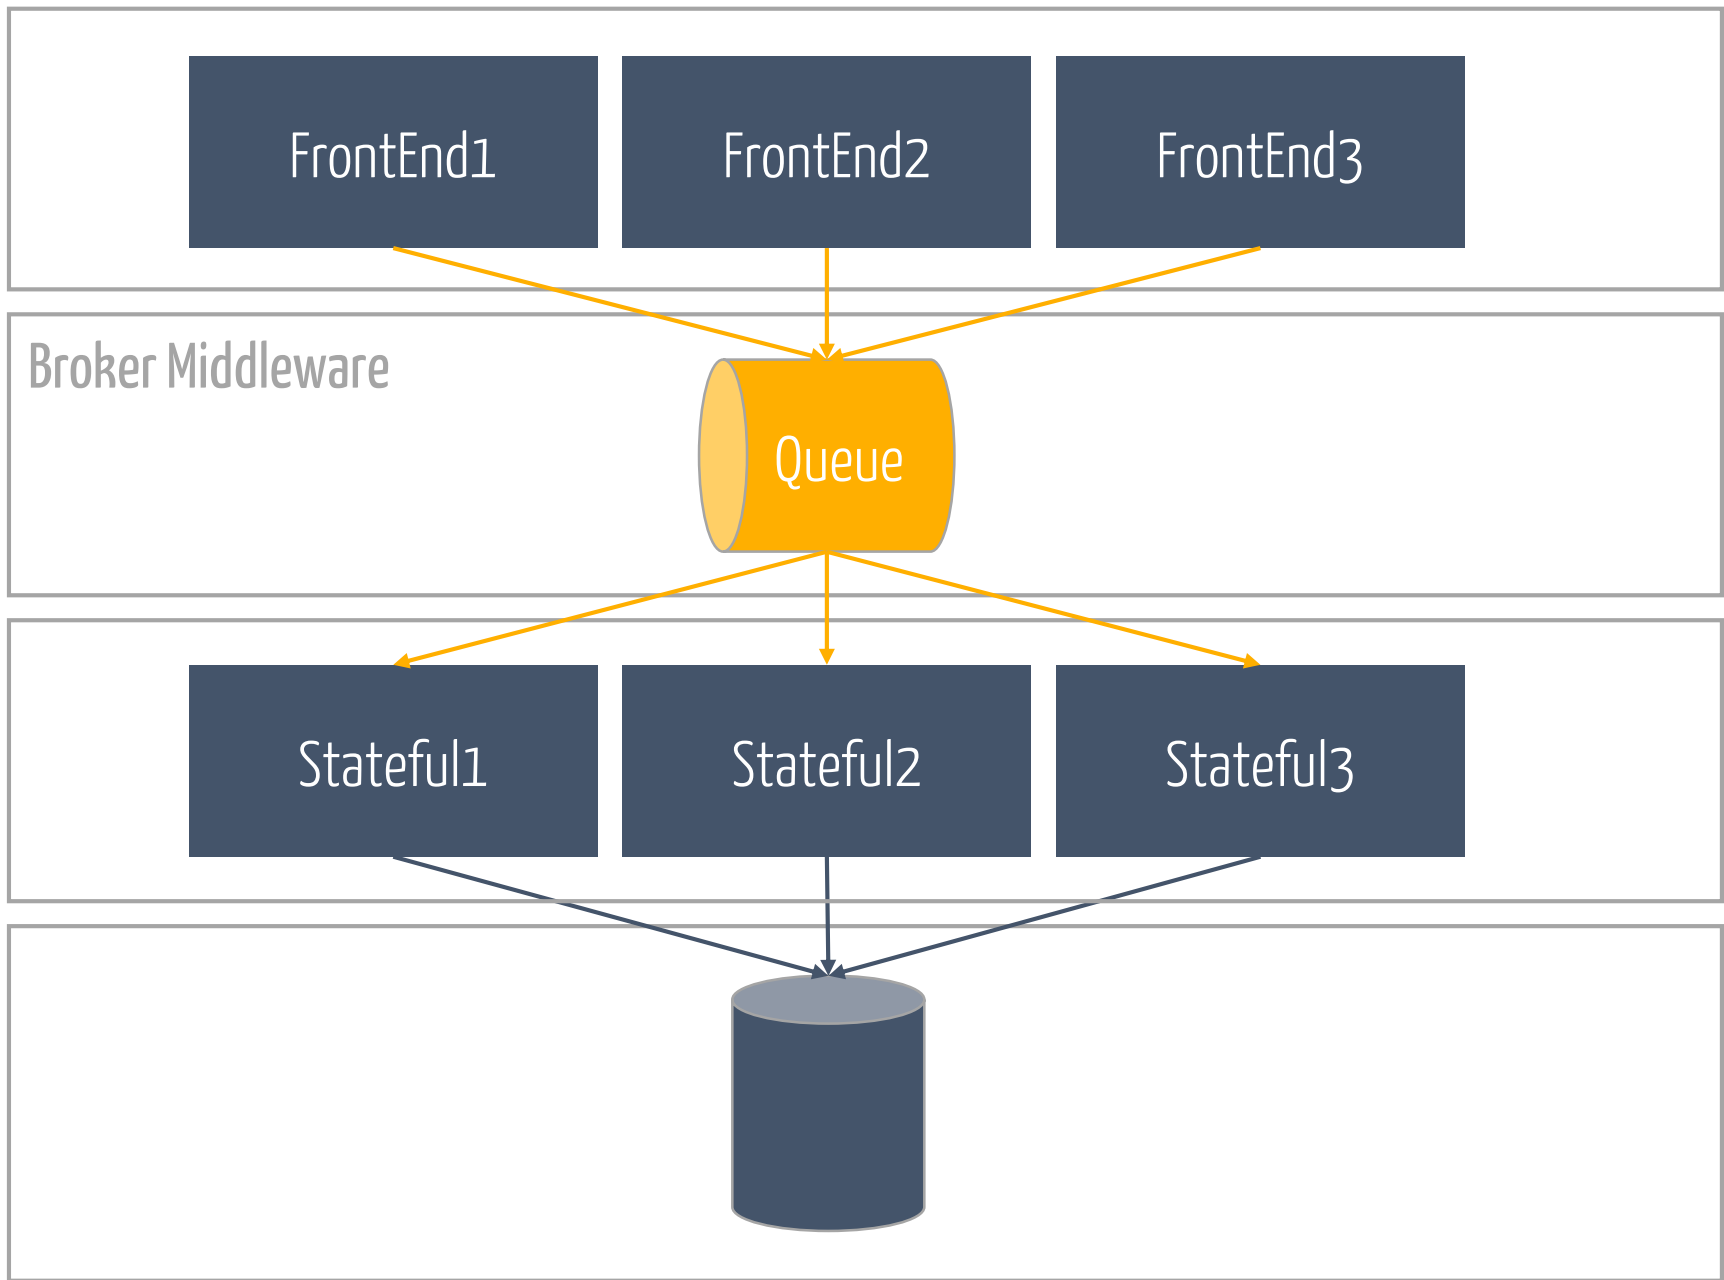 FrontEnd1
FrontEnd2
FrontEnd3
Broker Middleware
Queue
Stateful1
Stateful2
Stateful3